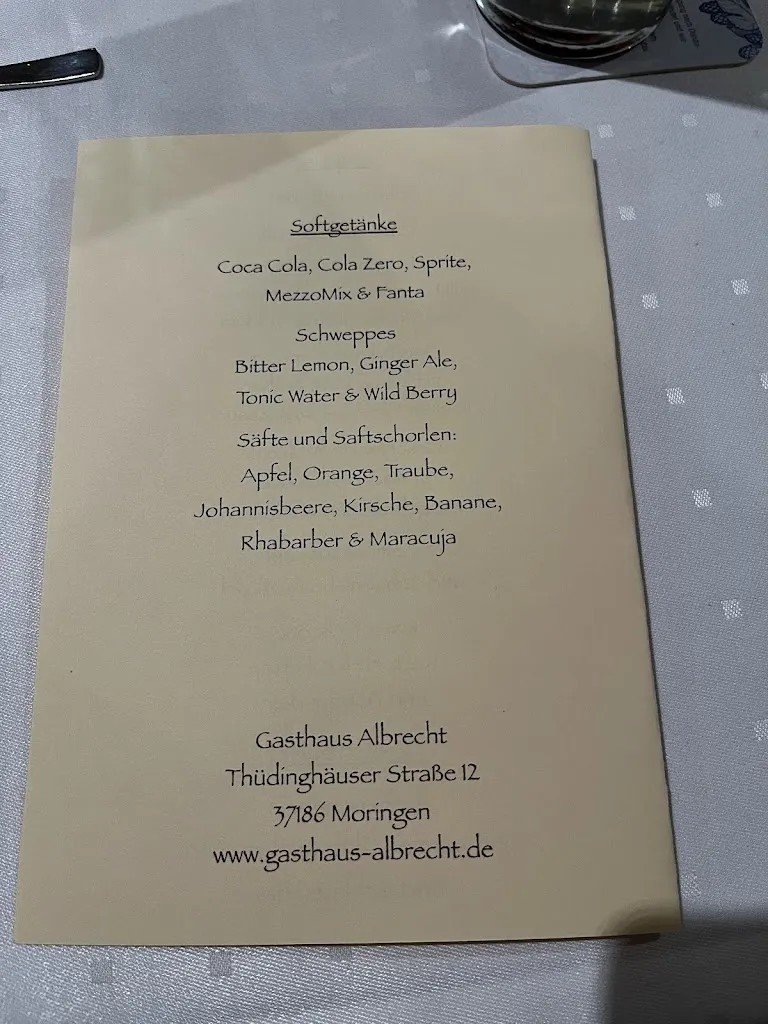 Softgetänke
Coca Cola, Cola Zero, Sprite,
MezzoMix & Fanta
Schweppes
Bitter Lemon, Ginger Ale,
Tonic Water & Wild Berry
Säfte und Saftschorlen:
Apfel, Orange, Traube,
Johannisbeere, Kirsche, Banane,
Rhabarber & Maracuja
Gasthaus Albrecht
Thüdinghäuser Straße 12
37186 Moringen
www.gasthaus-albrecht.de